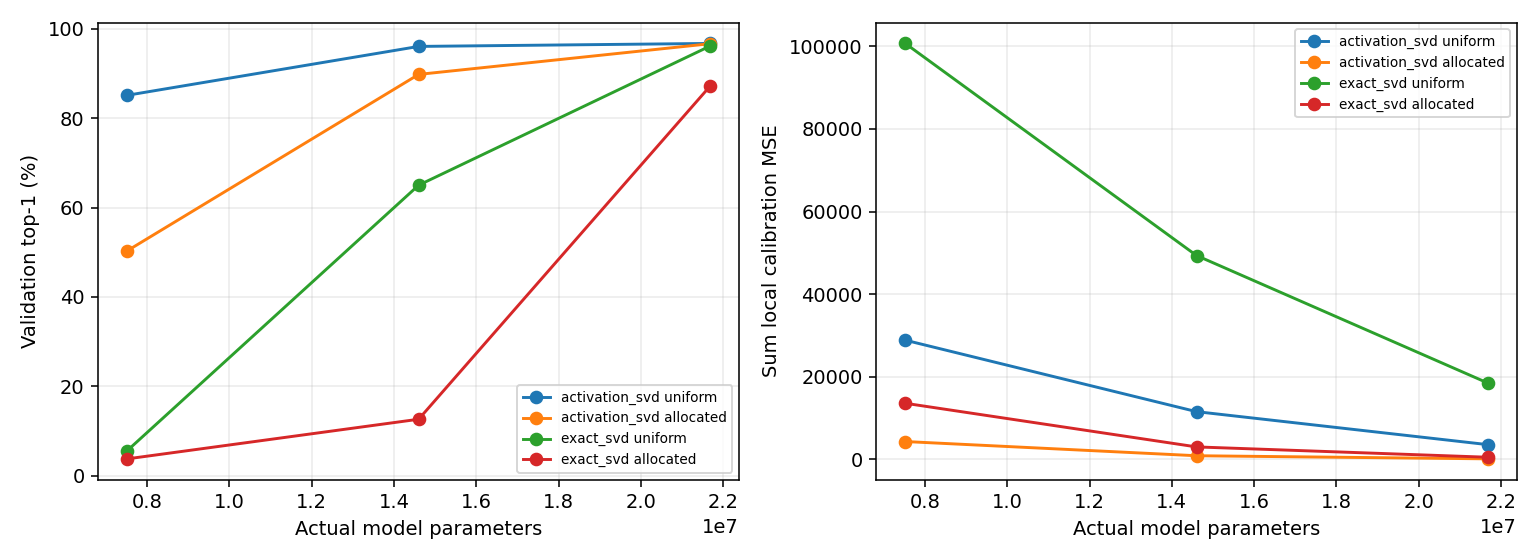 100
80
60
40
20
0
Validation top-1 (%)
activation_svd uniform
activation_svd allocated
exact_svd uniform
exact_svd allocated
0.8 1.0 1.2 1.4 1.6 1.8 2.0 2.2
1e7
Actual model parameters
100000
80000
60000
40000
20000
0
Sum local calibration MSE
activation_svd uniform
activation_svd allocated
exact_svd uniform
exact_svd allocated
0.8 1.0 1.2 1.4 1.6 1.8 2.0 2.2
1e7
Actual model parameters